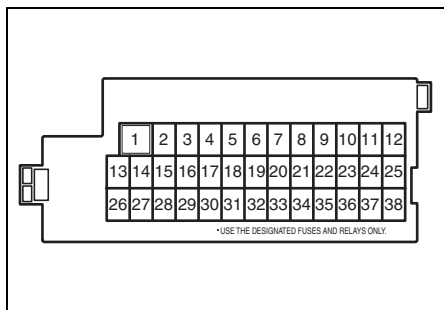 1 2 3 4 5 6 7 8 9 10 11 12
13 14 15 16 17 18 19 20 21 22 23 24 25
26 27 28 29 30 31 32 33 34 35 36 37 38
•USE THE DESIGNATED FUSES AND RELAYS ONLY.